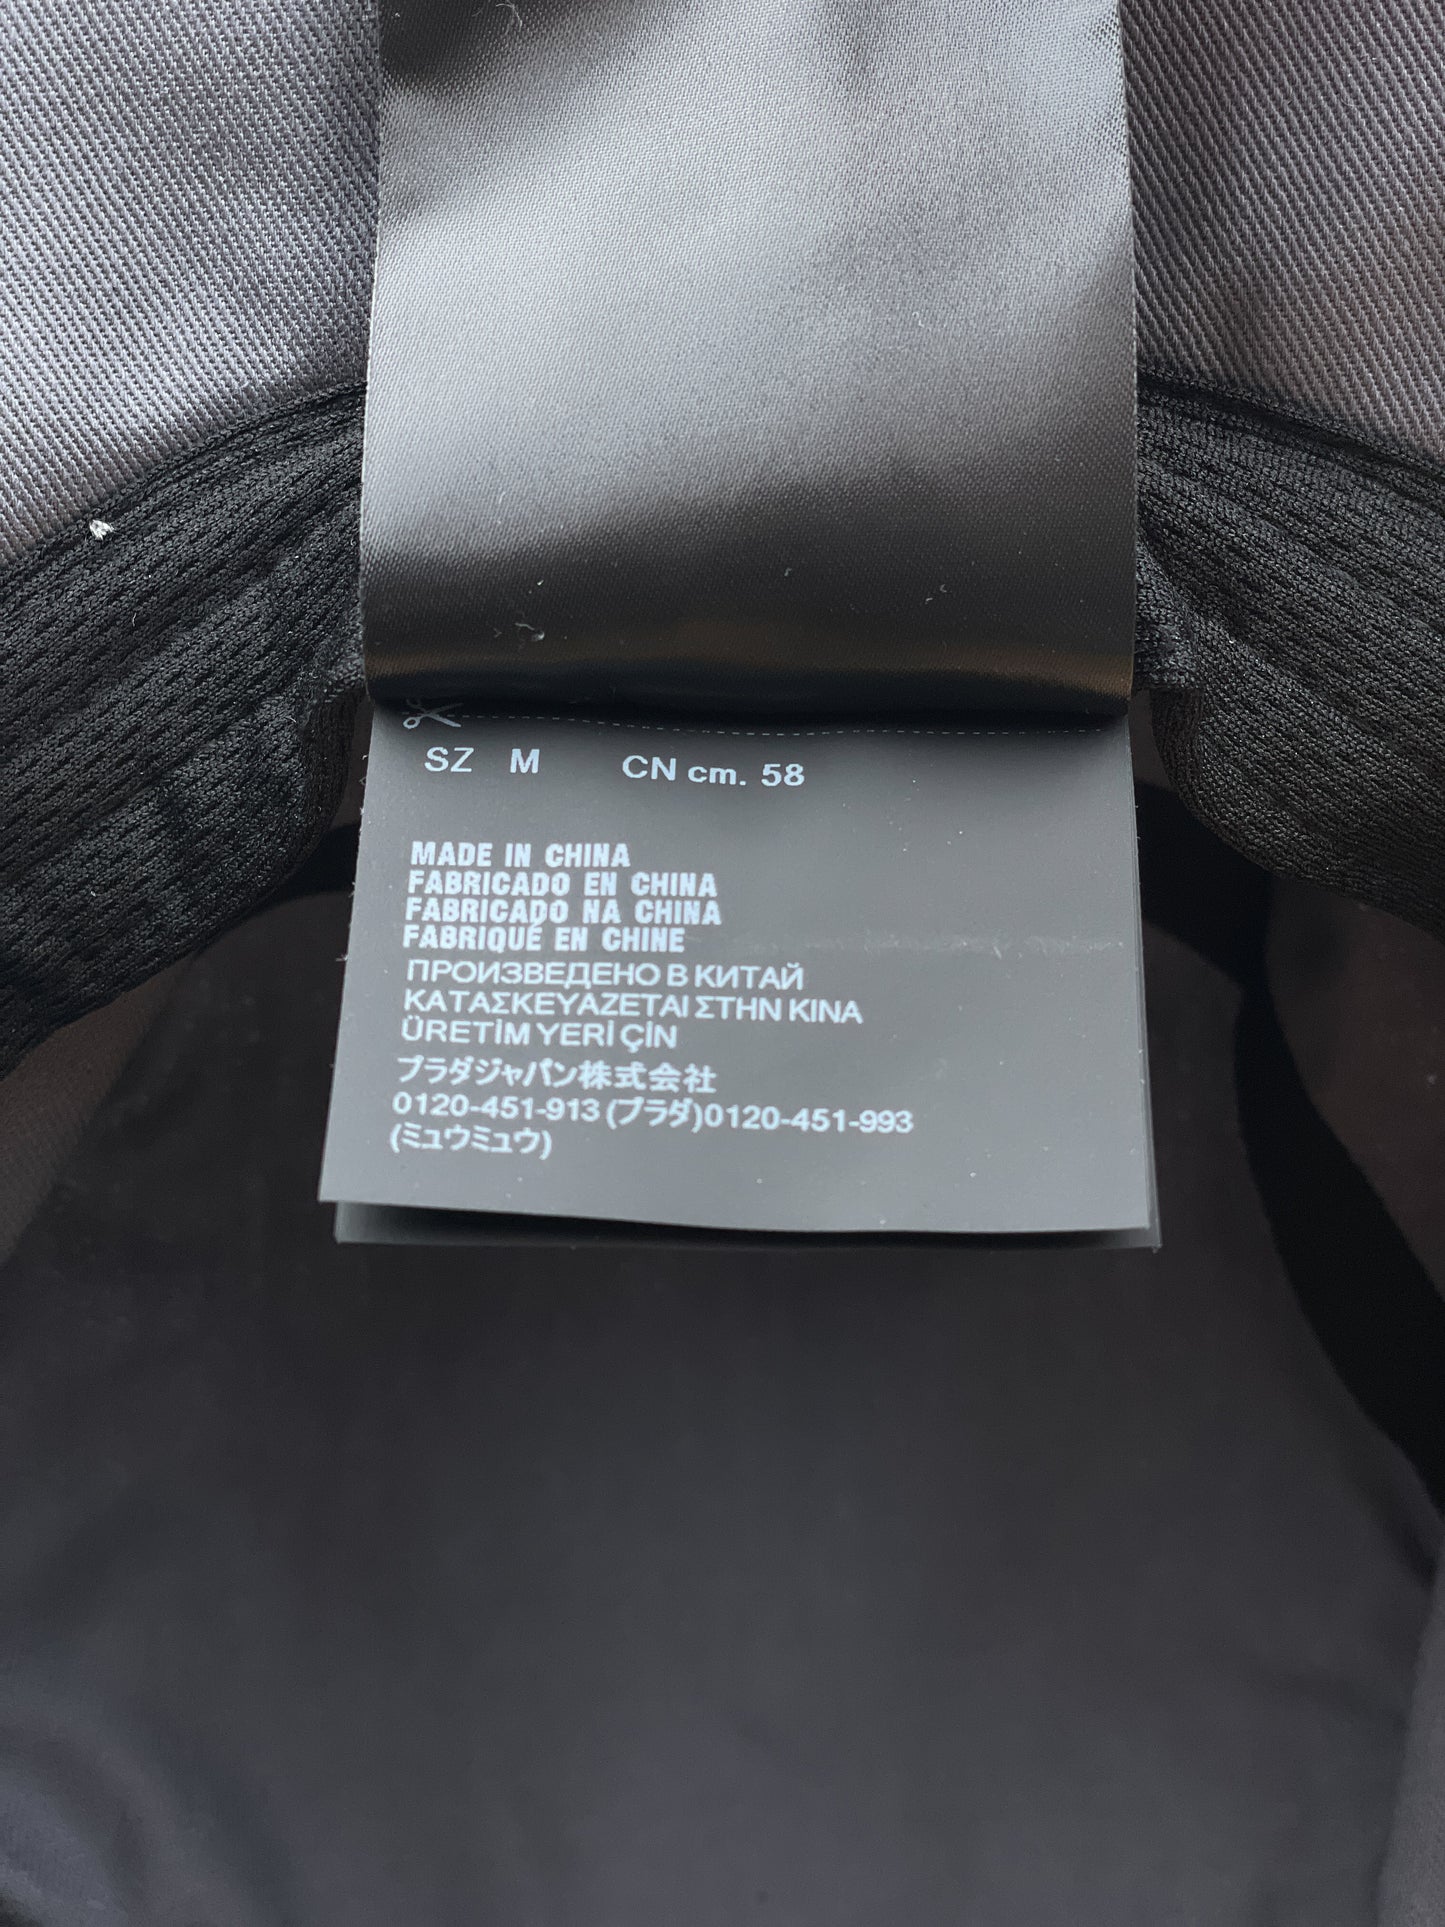 SZ M CN cm. 58
MADE IN CHINA
FABRICADO EN CHINA
FABRICADO NA CHINA
FABRIQUÉ EN CHINE
ПРОИЗВЕДЕНО В КИТАЙ
ΚΑΤΑΣΚΕΥΑΖΕΤΑΙ ΣΤΗΝ ΚΙΝΑ
ÜRETİM YERİ ÇİN
プラダジャパン株式会社
0120-451-913 (プラダ)0120-451-993
(ミュウミュウ)